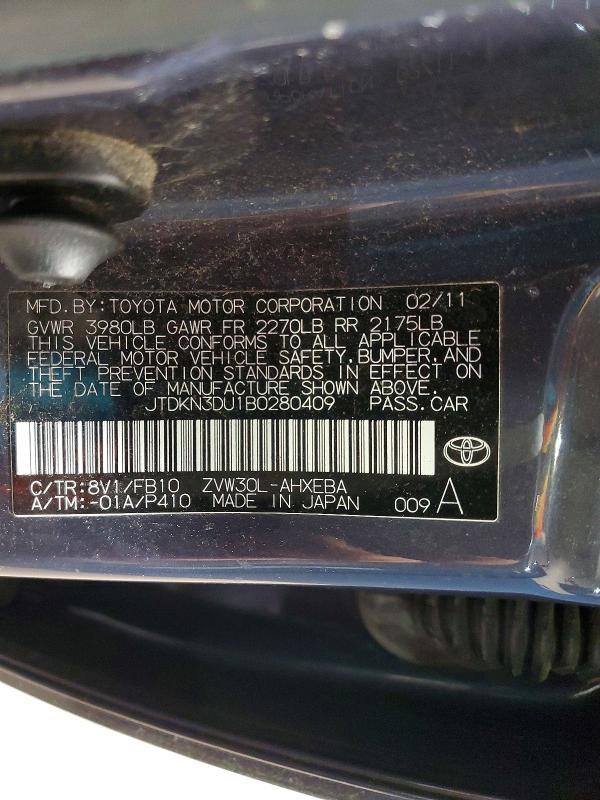 MFD.BY:TOYOTA MOTOR CORPORATION 02/11
GVWR 3980LB GAWR FR 2270LB RR 2175LB
THIS VEHICLE CONFORMS TO ALL APPLICABLE
FEDERAL MOTOR VEHICLE SAFETY,BUMPER,AND
THEFT PREVENTION STANDARDS IN EFFECT ON
THE DATE OF MANUFACTURE SHOWN ABOVE.
JTDKN3DU1B0280409 PASS.CAR
C/TR:8V1/FB10 ZVW30L-AHXEBA
A/TM:-01A/P410 MADE IN JAPAN 009 A